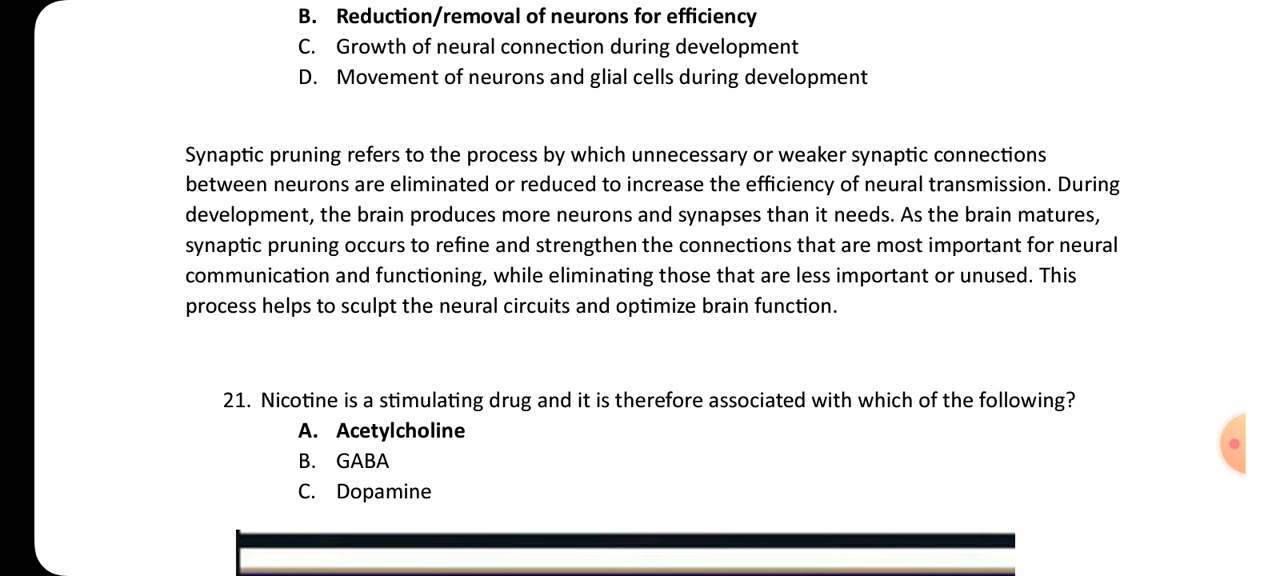 B. Reduction/removal of neurons for efficiency
C. Growth of neural connection during development
D. Movement of neurons and glial cells during development
Synaptic pruning refers to the process by which unnecessary or weaker synaptic connections
between neurons are eliminated or reduced to increase the efficiency of neural transmission. During
development, the brain produces more neurons and synapses than it needs. As the brain matures,
synaptic pruning occurs to refine and strengthen the connections that are most important for neural
communication and functioning, while eliminating those that are less important or unused. This
process helps to sculpt the neural circuits and optimize brain function.
21. Nicotine is a stimulating drug and it is therefore associated with which of the following?
A. Acetylcholine
B. GABA
C. Dopamine